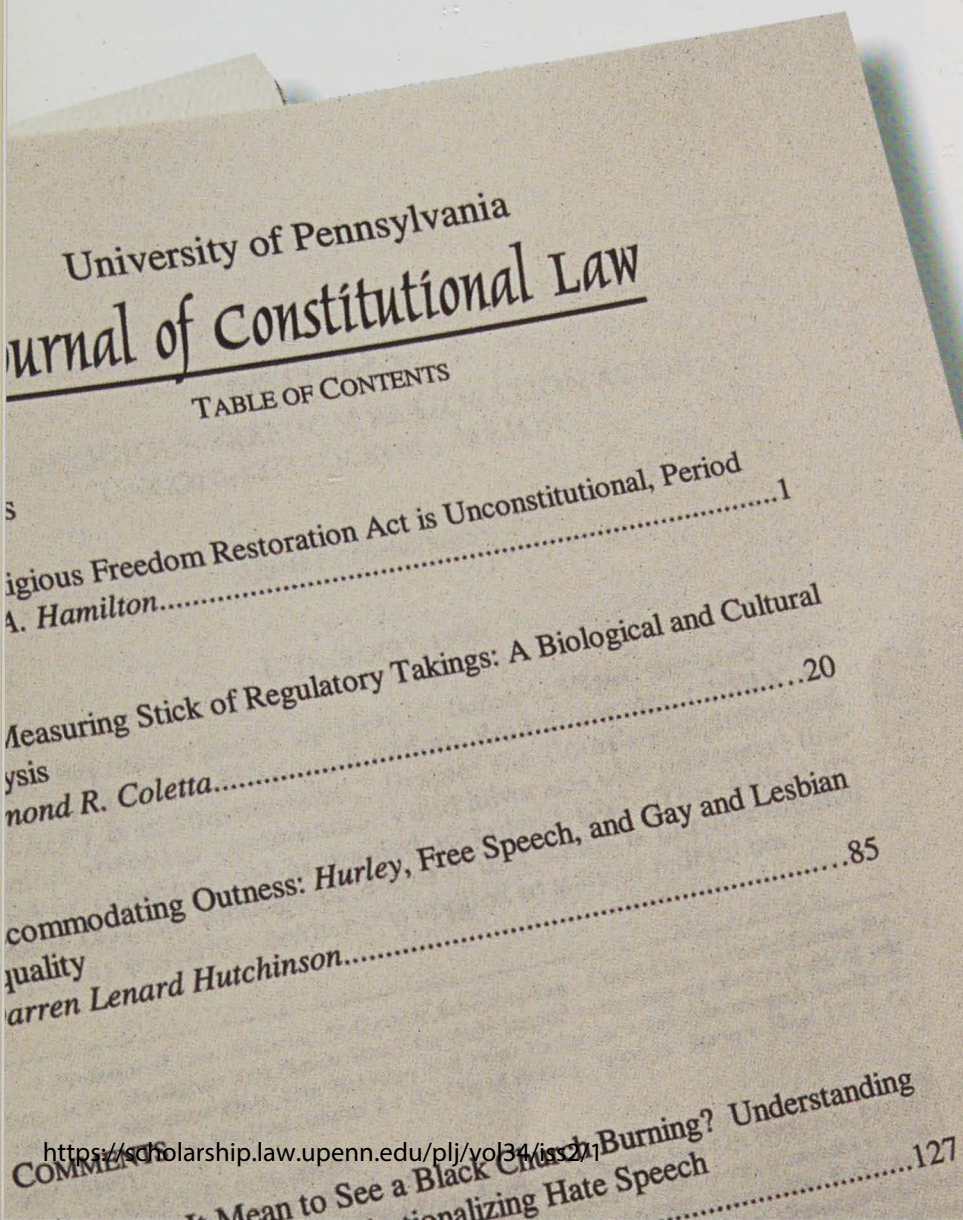 University of Pennsylvania
urnal of Constitutional Law
TABLE OF CONTENTS
S
igious Freedom Restoration Act is Unconstitutional, Period
A. Hamilton..........1
Measuring Stick of Regulatory Takings: A Biological and Cultural
ysis
mond R. Coletta..........20
commodating Outness: Hurley, Free Speech, and Gay and Lesbian
quality
arren Lenard Hutchinson..........85
COMMENTS
https://scholarship.law.upenn.edu/plj/vol34/iss2/1
It Mean to See a Black Church Burning? Understanding
tionalizing Hate Speech
..........127